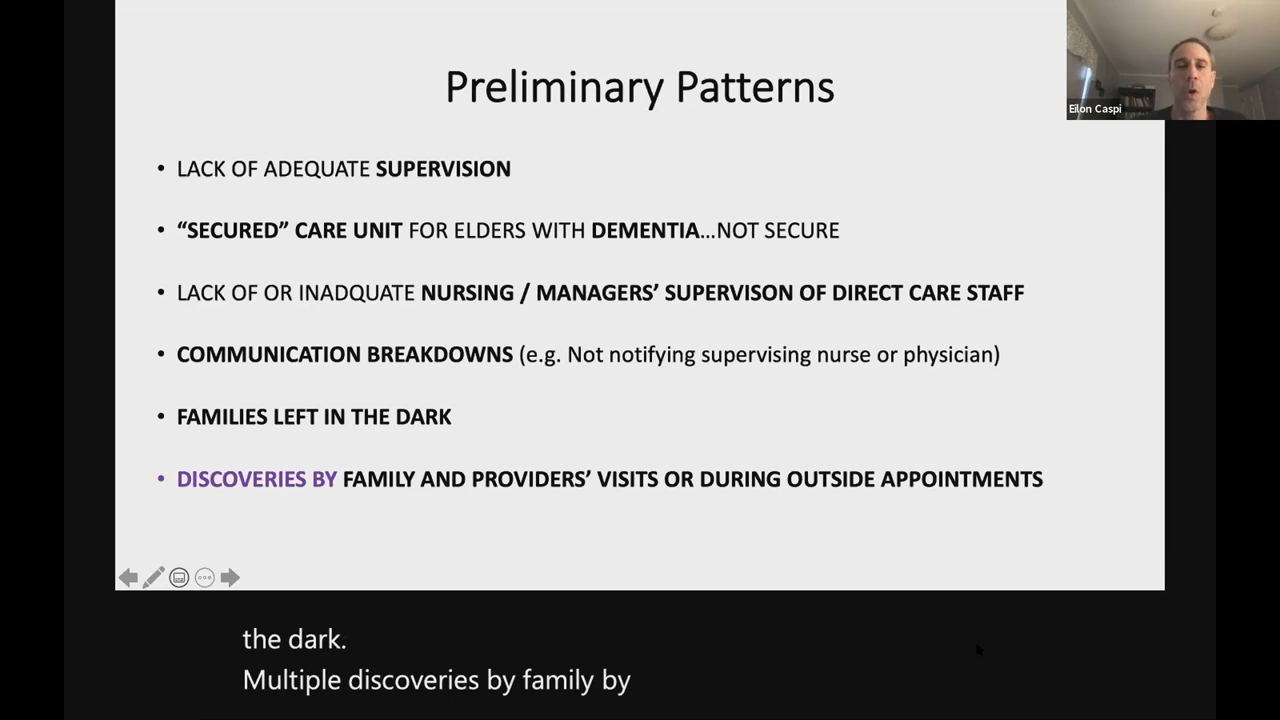 Preliminary Patterns
Eilon Caspi
• LACK OF ADEQUATE SUPERVISION
• “SECURED” CARE UNIT FOR ELDERS WITH DEMENTIA...NOT SECURE
• LACK OF OR INADQUATE NURSING / MANAGERS’ SUPERVISON OF DIRECT CARE STAFF
• COMMUNICATION BREAKDOWNS (e.g. Not notifying supervising nurse or physician)
• FAMILIES LEFT IN THE DARK
• DISCOVERIES BY FAMILY AND PROVIDERS’ VISITS OR DURING OUTSIDE APPOINTMENTS
the dark.
Multiple discoveries by family by